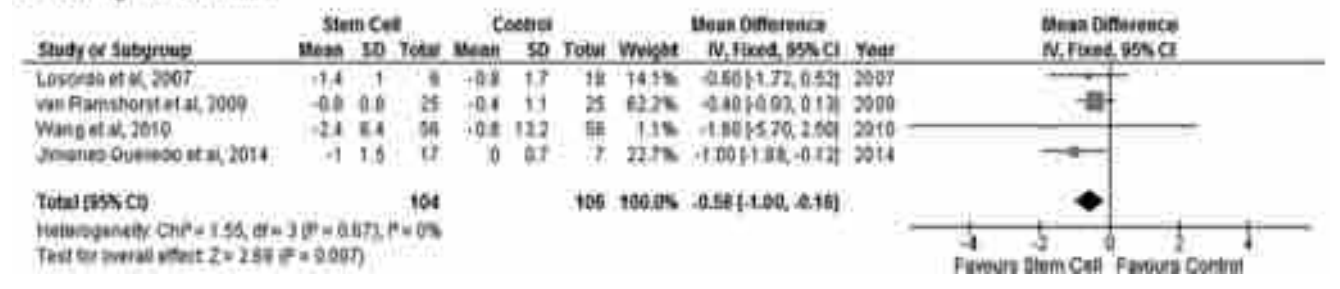 Stem Cell Control Mean Difference Mean Difference
Study or Subgroup Mean SD Total Mean SD Total Weight IV, Fixed, 95% CI Year IV, Fixed, 95% CI
Losordo et al, 2007 -1.4 1 6 -0.8 1.7 18 14.1% -0.60 [-1.72, 0.52] 2007
van Ramshorst et al, 2009 -0.8 0.8 25 -0.4 1.1 25 62.2% -0.40 [-0.93, 0.13] 2009
Wang et al, 2010 -2.4 8.4 56 -0.8 13.2 56 1.1% -1.60 [-5.70, 2.50] 2010
Jimenez-Quevedo et al, 2014 -1 1.5 17 0 0.7 7 22.7% -1.00 [-1.88, -0.12] 2014
Total (95% CI) 104 106 100.0% -0.58 [-1.00, -0.16]
Heterogeneity: Chi² = 1.55, df = 3 (P = 0.67); I² = 0%
Test for overall effect: Z = (P = 0.007)
-4 -2 0 2 4
Favours Stem Cell Favours Control